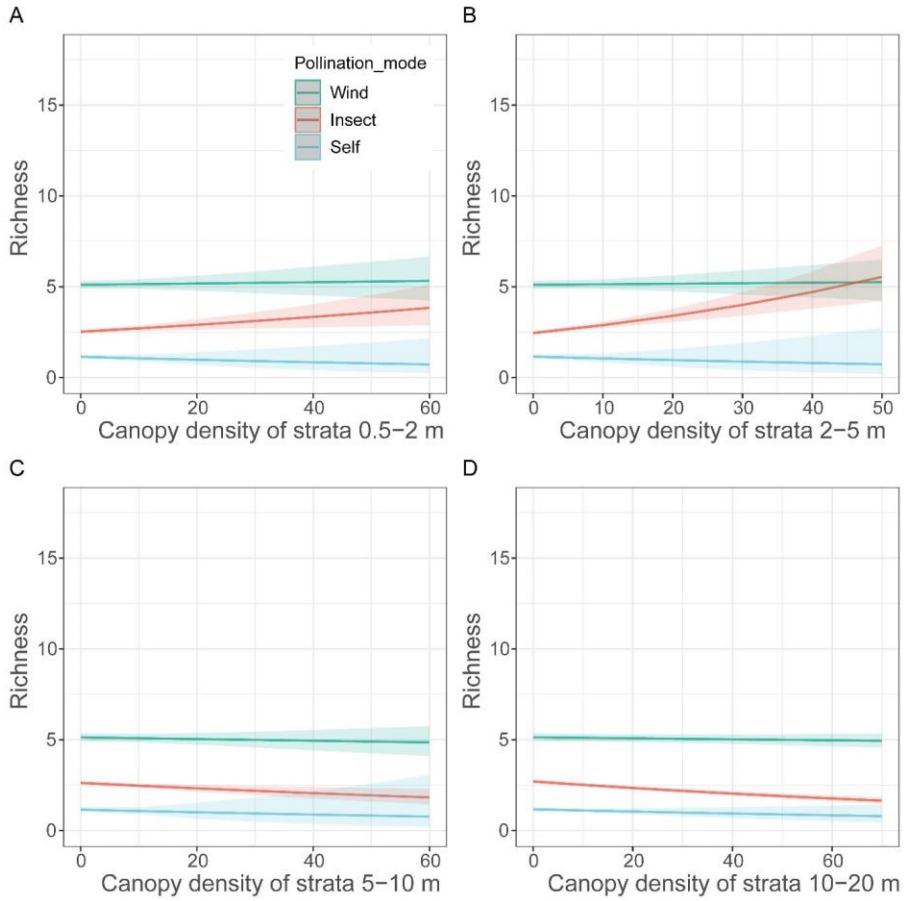 A
Pollination_mode
Wind
Insect
Self
Richness
15
10
5
0
0 20 40 60
Canopy density of strata 0.5−2 m
B
Richness
15
10
5
0
0 10 20 30 40 50
Canopy density of strata 2−5 m
C
Richness
15
10
5
0
0 20 40 60
Canopy density of strata 5−10 m
D
Richness
15
10
5
0
0 20 40 60
Canopy density of strata 10−20 m